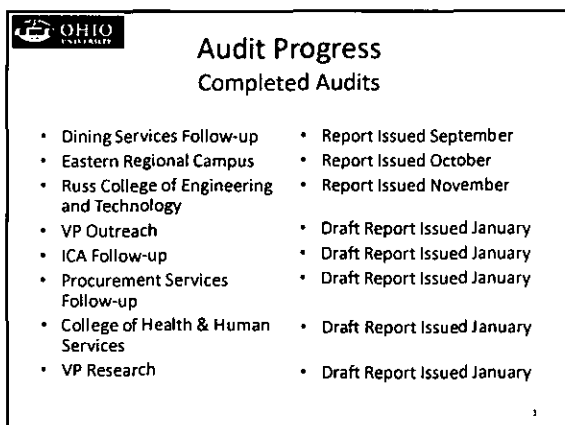 OHIO
UNIVERSITY
Audit Progress
Completed Audits
• Dining Services Follow-up • Report Issued September
• Eastern Regional Campus • Report Issued October
• Russ College of Engineering • Report Issued November
and Technology
• VP Outreach • Draft Report Issued January
• ICA Follow-up • Draft Report Issued January
• Procurement Services • Draft Report Issued January
Follow-up
• College of Health & Human • Draft Report Issued January
Services
• VP Research • Draft Report Issued January